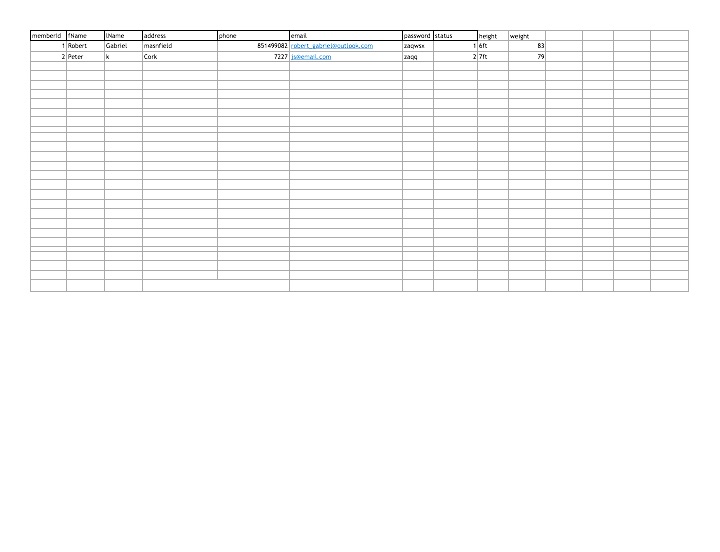 memberId fName lName address phone email password status height weight
1 Robert Gabriel masnfield 851499082 robert_gabriel@outlook.com zaqwsx 1 6ft 83
2 Peter k Cork 7227 js@email.com zaqq 2 7ft 79